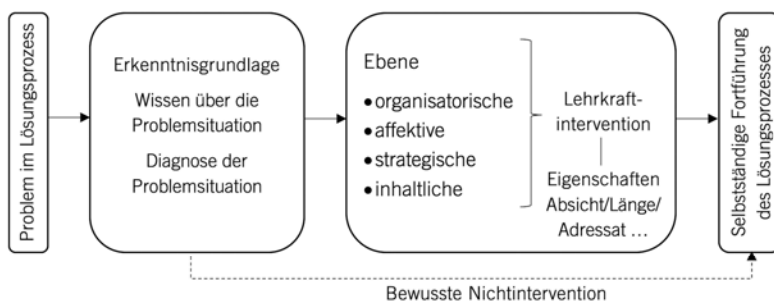 Problem im Lösungsprozess
Erkenntnisgrundlage
Wissen über die
Problemsituation
Diagnose der
Problemsituation
Ebene
• organisatorische
• affektive
• strategische
• inhaltliche
Lehrkraft-
intervention
Eigenschaften
Absicht/Länge/
Adressat ...
Selbstständige Fortführung
des Lösungsprozesses
Bewusste Nichtintervention